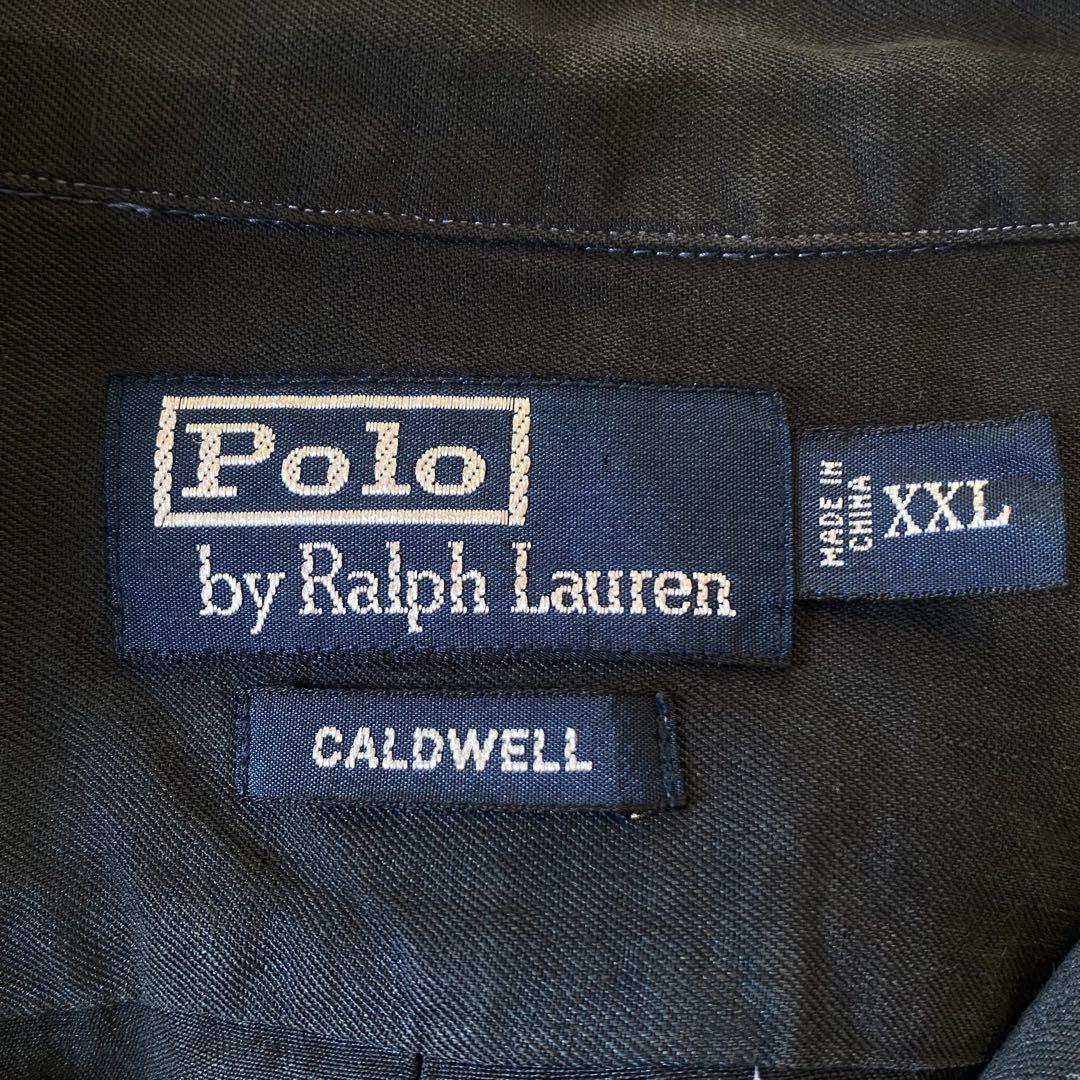 Polo
by Ralph Lauren
MADE IN
CHINA
XXL
CALDWELL